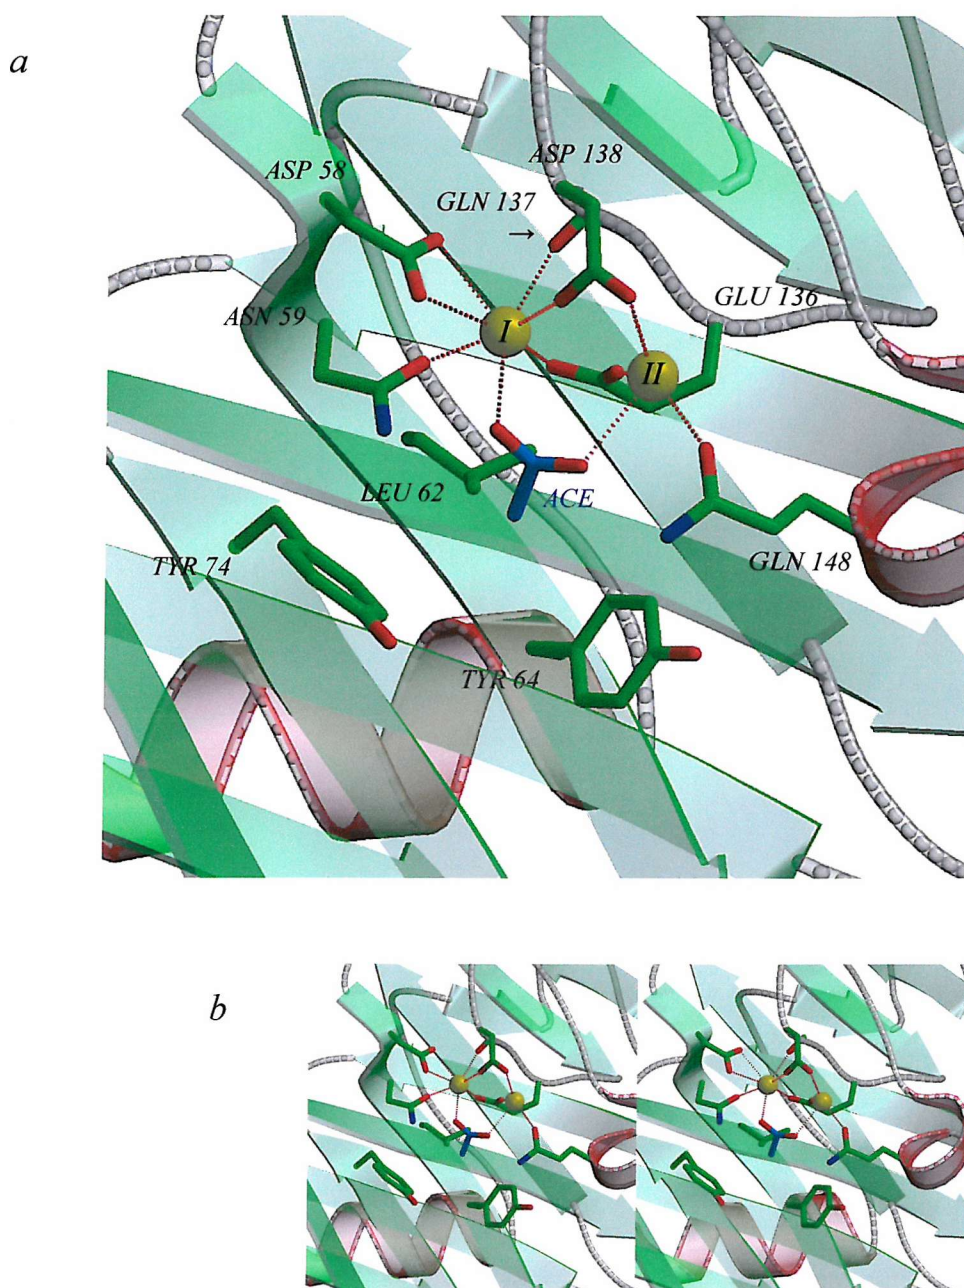 a
ASP 58
ASP 138
GLN 137
→
GLU 136
ASN 59
I
II
LEU 62
ACE
TYR 74
GLN 148
TYR 64
b